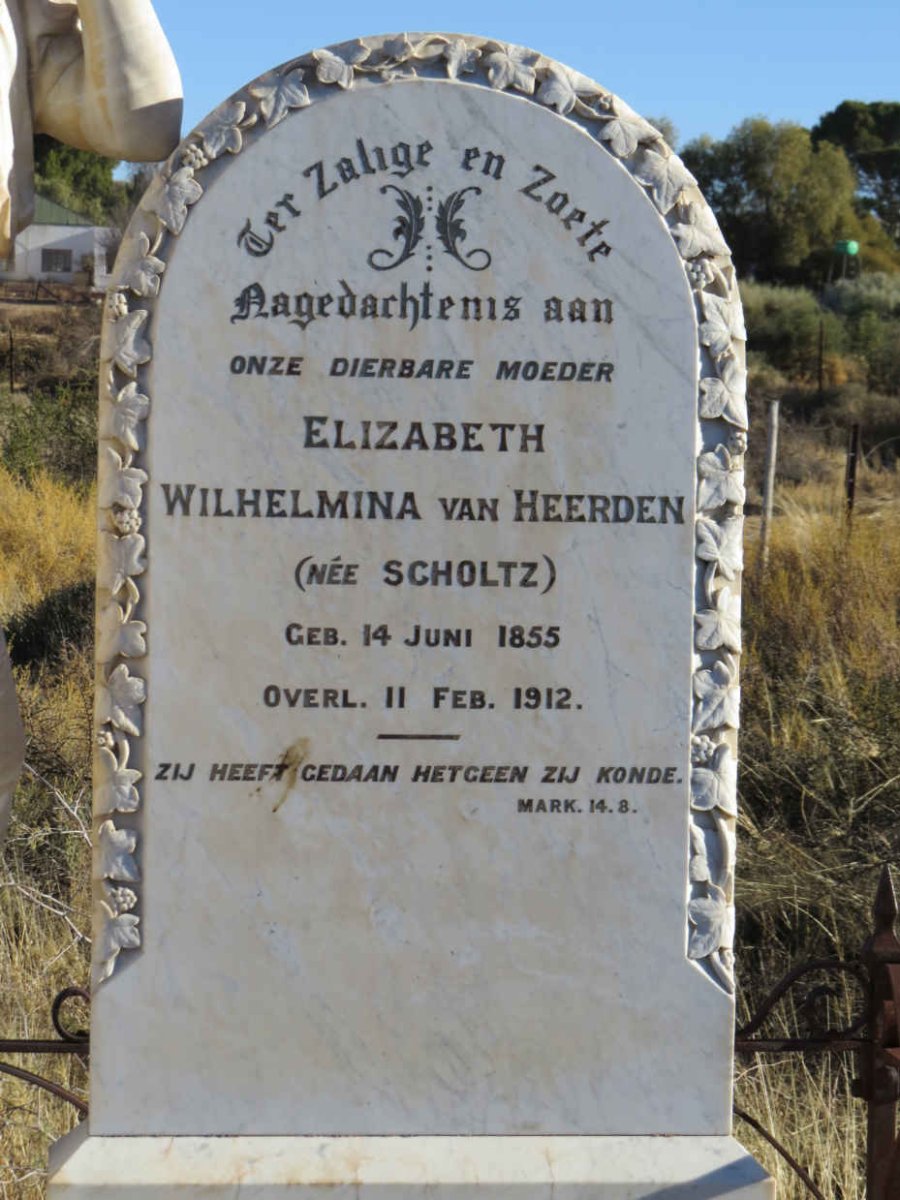 Ter Zalige en Zoete
Nagedachtenis aan
ONZE DIERBARE MOEDER
ELIZABETH
WILHELMINA VAN HEERDEN
(NÉE SCHOLTZ)
GEB. 14 JUNI 1855
OVERL. 11 FEB. 1912.
ZIJ HEEFT GEDAAN HETGEEN ZIJ KONDE.
MARK. 14. 8.